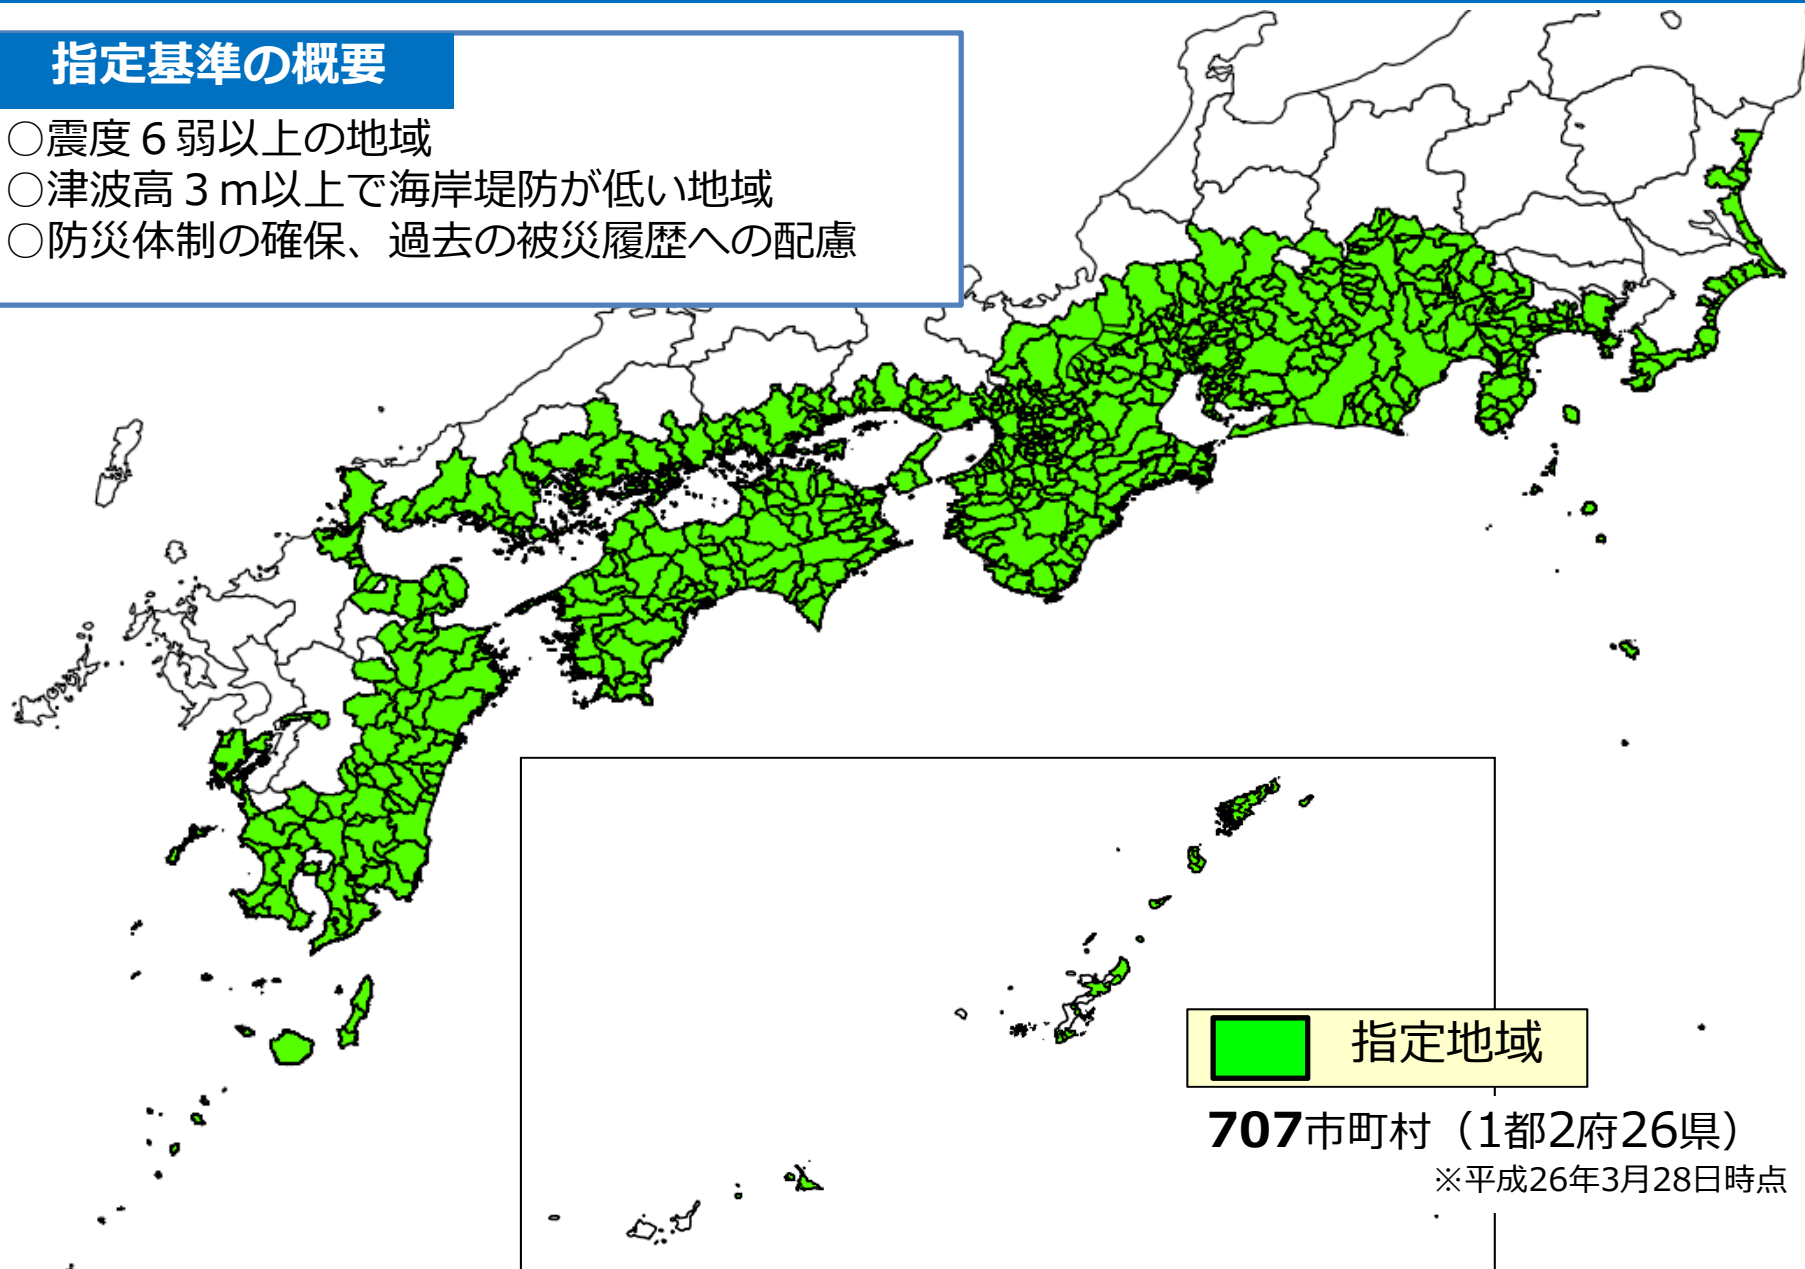 指定基準の概要
○震度６弱以上の地域
○津波高３ｍ以上で海岸堤防が低い地域
○防災体制の確保、過去の被災履歴への配慮
指定地域
707市町村（1都2府26県）
※平成26年3月28日時点